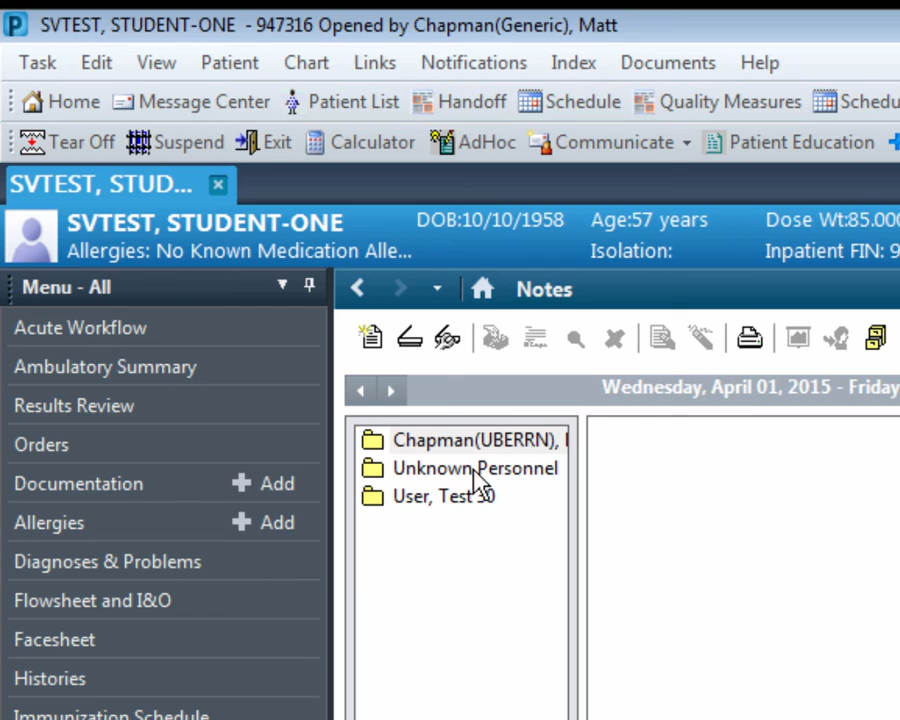 SVTEST, STUDENT-ONE - 947316 Opened by Chapman(Generic), Matt
Task Edit View Patient Chart Links Notifications Index Documents Help
Home Message Center Patient List Handoff Schedule Quality Measures Schedu
Tear Off Suspend Exit Calculator AdHoc Communicate Patient Education
SVTEST, STUD...
SVTEST, STUDENT-ONE DOB:10/10/1958 Age:57 years Dose Wt:85.000
Allergies: No Known Medication Alle... Isolation: Inpatient FIN: 9
Menu - All
Notes
Acute Workflow
Ambulatory Summary
Results Review
Orders
Documentation + Add
Allergies + Add
Diagnoses & Problems
Flowsheet and I&O
Facesheet
Histories
Immunization Schedule
Wednesday, April 01, 2015 - Friday
Chapman(UBERRN),
Unknown Personnel
User, Test 30